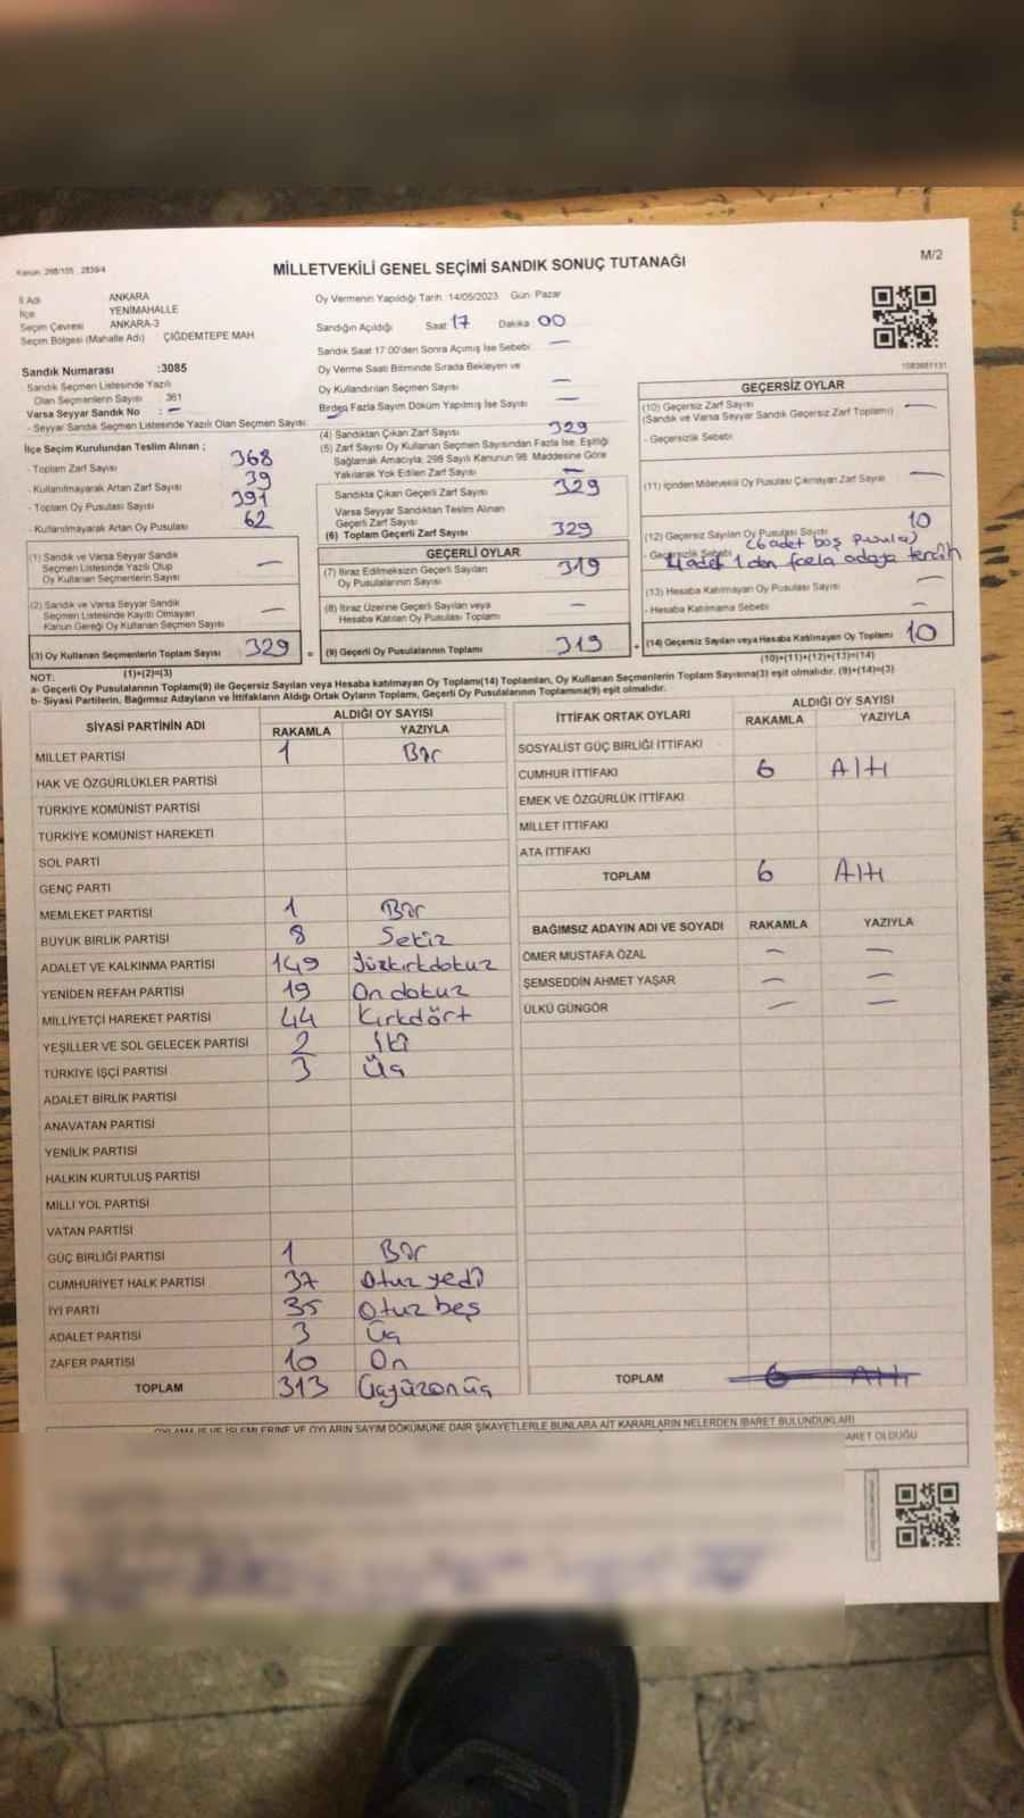 Kanun: 298/105 2839/4
MİLLETVEKİLİ GENEL SEÇİMİ SANDIK SONUÇ TUTANAĞI
M/2
İl Adı ANKARA
İlçe YENİMAHALLE
Seçim Çevresi ANKARA-3
Seçim Bölgesi (Mahalle Adı) ÇİĞDEMTEPE MAH
Oy Vermenin Yapıldığı Tarih : 14/05/2023 Gün: Pazar
Sandığın Açıldığı Saat 17 Dakika 00
Sandık Saat 17:00'den Sonra Açılmış İse Sebebi —
Sandık Numarası :3085
Sandık Seçmen Listesinde Yazılı
Olan Seçmenlerin Sayısı 361
Varsa Seyyar Sandık No : —
- Seyyar Sandık Seçmen Listesinde Yazılı Olan Seçmen Sayısı
Oy Verme Saati Bitiminde Sırada Bekleyen ve
Oy Kullandırılan Seçmen Sayısı —
Birden Fazla Sayım Döküm Yapılmış İse Sayısı —
İlçe Seçim Kurulundan Teslim Alınan ;
- Toplam Zarf Sayısı 368
- Kullanılmayarak Artan Zarf Sayısı 39
- Toplam Oy Pusulası Sayısı 391
- Kullanılmayarak Artan Oy Pusulası 62
(1) Sandık ve Varsa Seyyar Sandık
Seçmen Listesinde Yazılı Olup
Oy Kullanan Seçmenlerin Sayısı —
(2) Sandık ve Varsa Seyyar Sandık
Seçmen Listesinde Kayıtlı Olmayan
Kanun Gereği Oy Kullanan Seçmen Sayısı —
(3) Oy Kullanan Seçmenlerin Toplam Sayısı 329 =
(1)+(2)=(3)
(4) Sandıktan Çıkan Zarf Sayısı 329
(5) Zarf Sayısı Oy Kullanan Seçmen Sayısından Fazla İse, Eşitliği
Sağlamak Amacıyla; 298 Sayılı Kanunun 98. Maddesine Göre
Yakılarak Yok Edilen Zarf Sayısı —
Sandıkta Çıkan Geçerli Zarf Sayısı 329
Varsa Seyyar Sandıktan Teslim Alınan
Geçerli Zarf Sayısı
(6) Toplam Geçerli Zarf Sayısı 329
GEÇERLİ OYLAR
(7) İtiraz Edilmeksizin Geçerli Sayılan
Oy Pusulalarının Sayısı 319
(8) İtiraz Üzerine Geçerli Sayılan veya
Hesaba Katılan Oy Pusulası Toplamı —
(9) Geçerli Oy Pusulalarının Toplamı 319 +
GEÇERSİZ OYLAR
(10) Geçersiz Zarf Sayısı —
(Sandık ve Varsa Seyyar Sandık Geçersiz Zarf Toplamı)
- Geçersizlik Sebebi
(11) İçinden Milletvekili Oy Pusulası Çıkmayan Zarf Sayısı —
(12) Geçersiz Sayılan Oy Pusulası Sayısı 10
- Geçersizlik Sebebi (6 adet boş pusula)
4 adet 1 den fazla adaya tercih
(13) Hesaba Katılmayan Oy Pusulası Sayısı —
- Hesaba Katılmama Sebebi —
(14) Geçersiz Sayılan veya Hesaba Katılmayan Oy Toplamı 10
(10)+(11)+(12)+(13)=(14)
NOT:
a- Geçerli Oy Pusulalarının Toplamı(9) ile Geçersiz Sayılan veya Hesaba katılmayan Oy Toplamı(14) Toplamları, Oy Kullanan Seçmenlerin Toplam Sayısına(3) eşit olmalıdır. (9)+(14)=(3)
b- Siyasi Partilerin, Bağımsız Adayların ve İttifakların Aldığı Ortak Oyların Toplamı, Geçerli Oy Pusulalarının Toplamına(9) eşit olmalıdır.
SİYASİ PARTİNİN ADI ALDIĞI OY SAYISI
RAKAMLA YAZIYLA
MİLLET PARTİSİ 1 Bir
HAK VE ÖZGÜRLÜKLER PARTİSİ
TÜRKİYE KOMÜNİST PARTİSİ
TÜRKİYE KOMÜNİST HAREKETİ
SOL PARTİ
GENÇ PARTİ
MEMLEKET PARTİSİ 1 Bir
BÜYÜK BİRLİK PARTİSİ 8 Sekiz
ADALET VE KALKINMA PARTİSİ 149 Yüzkırkdokuz
YENİDEN REFAH PARTİSİ 19 On dokuz
MİLLİYETÇİ HAREKET PARTİSİ 44 Kırkdört
YEŞİLLER VE SOL GELECEK PARTİSİ 2 İki
TÜRKİYE İŞÇİ PARTİSİ 3 Üç
ADALET BİRLİK PARTİSİ
ANAVATAN PARTİSİ
YENİLİK PARTİSİ
HALKIN KURTULUŞ PARTİSİ
MİLLİ YOL PARTİSİ
VATAN PARTİSİ
GÜÇ BİRLİĞİ PARTİSİ 1 Bir
CUMHURİYET HALK PARTİSİ 37 Otuz yedi
İYİ PARTİ 35 Otuz beş
ADALET PARTİSİ 3 Üç
ZAFER PARTİSİ 10 On
TOPLAM 313 Üçyüzonüç
İTTİFAK ORTAK OYLARI ALDIĞI OY SAYISI
RAKAMLA YAZIYLA
SOSYALİST GÜÇ BİRLİĞİ İTTİFAKI
CUMHUR İTTİFAKI 6 Altı
EMEK VE ÖZGÜRLÜK İTTİFAKI
MİLLET İTTİFAKI
ATA İTTİFAKI
TOPLAM 6 Altı
BAĞIMSIZ ADAYIN ADI VE SOYADI RAKAMLA YAZIYLA
ÖMER MUSTAFA ÖZAL — —
ŞEMSEDDİN AHMET YAŞAR — —
ÜLKÜ GÜNGÖR — —
TOPLAM 6 Altı
OYLAMA İŞ VE İŞLEMLERİNE VE OYLARIN SAYIM DÖKÜMÜNE DAİR ŞİKAYETLERLE BUNLARA AİT KARARLARIN NELERDEN İBARET BULUNDUKLARI
İBARET OLDUĞU